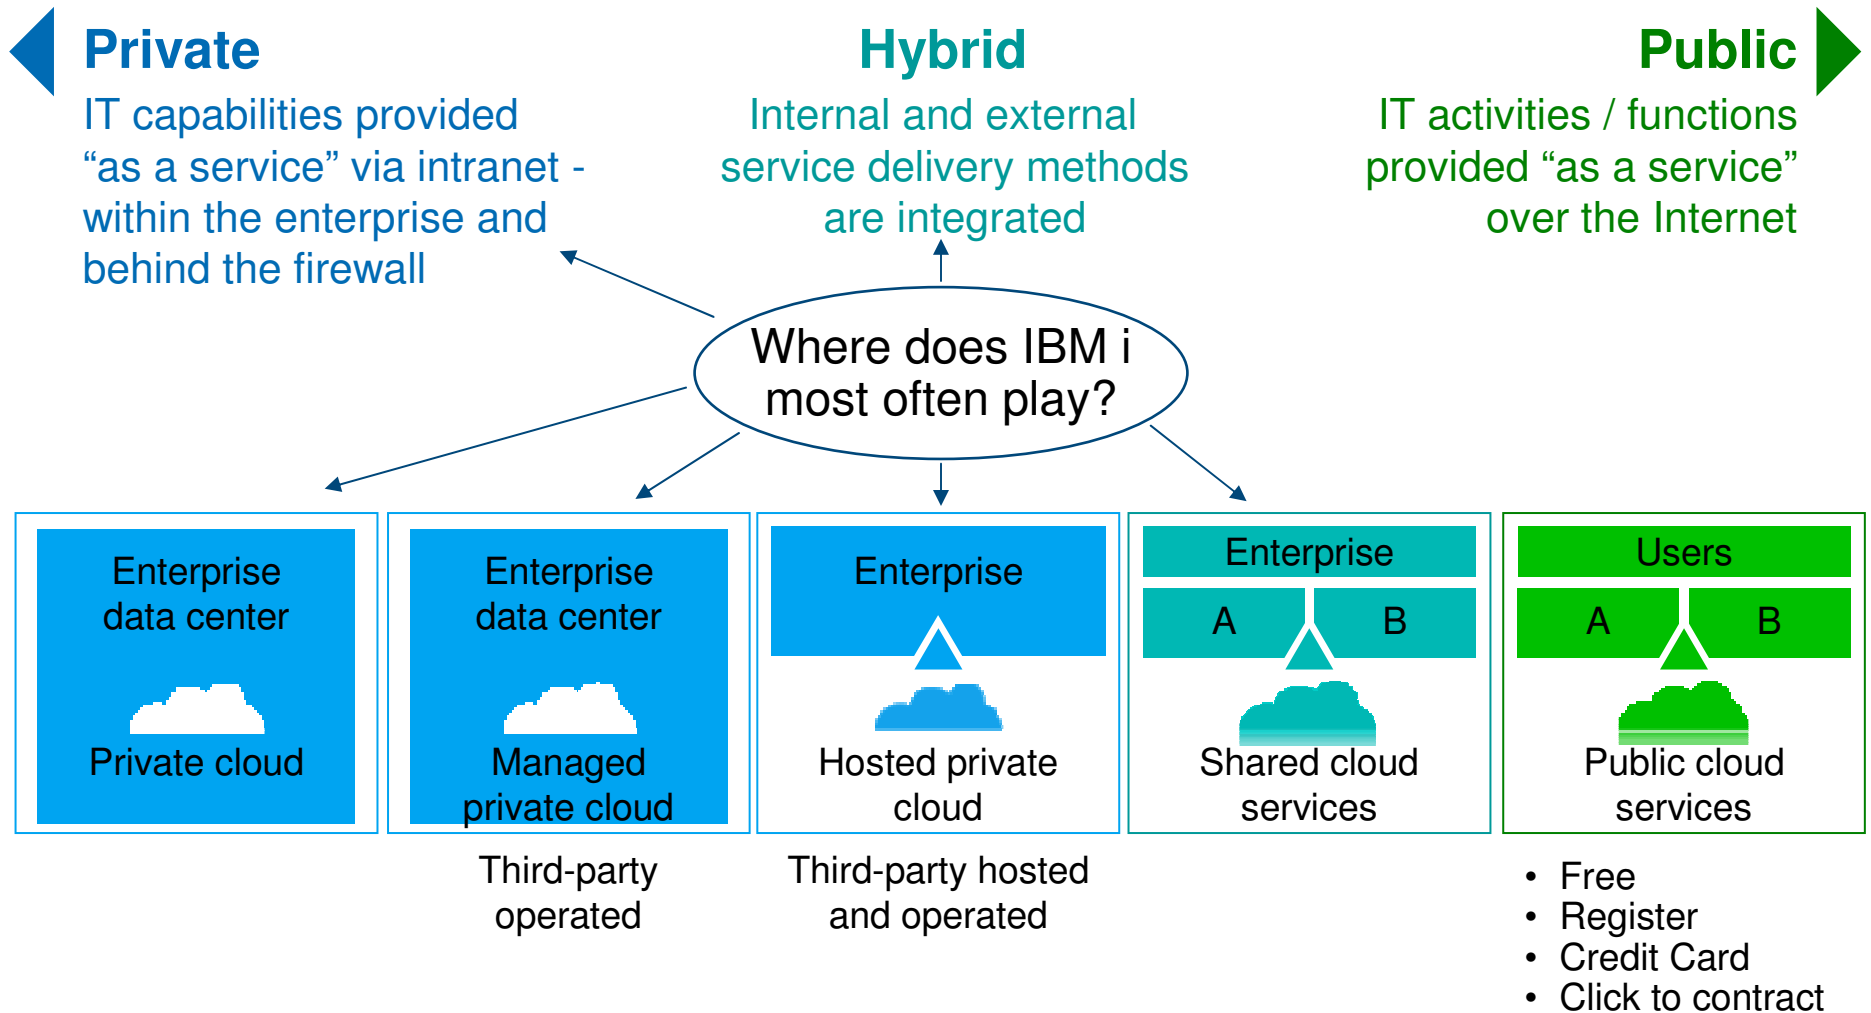 Private
IT capabilities provided
“as a service” via intranet -
within the enterprise and
behind the firewall
Hybrid
Internal and external
service delivery methods
are integrated
Public
IT activities / functions
provided “as a service”
over the Internet
Where does IBM i
most often play?
Enterprise
data center
Private cloud
Enterprise
data center
Managed
private cloud
Third-party
operated
Enterprise
Hosted private
cloud
Third-party hosted
and operated
Enterprise
A B
Shared cloud
services
Users
A B
Public cloud
services
• Free
• Register
• Credit Card
• Click to contract